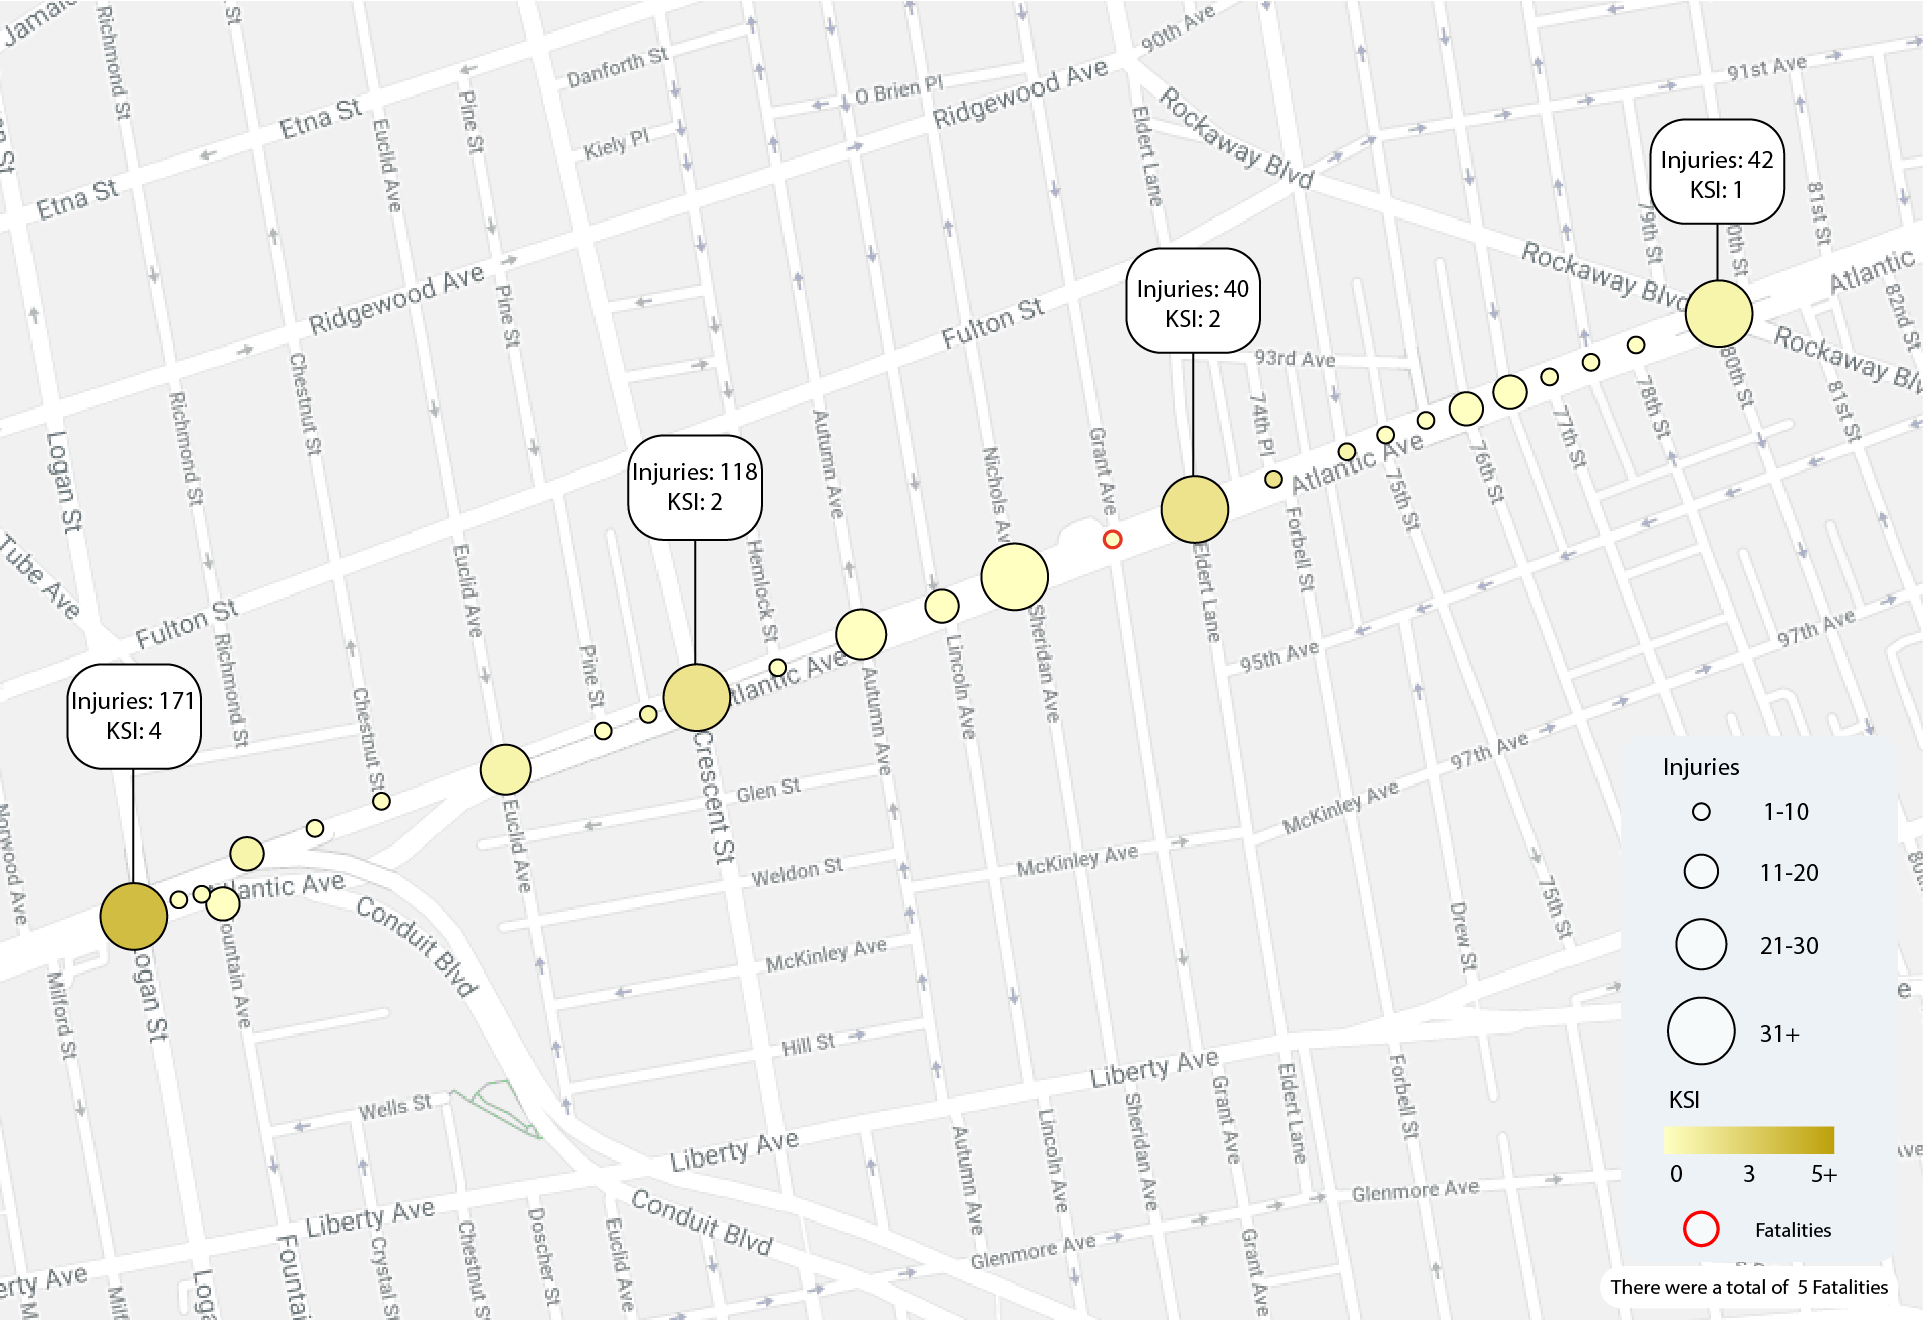 Richmond St
St
90th Ave
Danforth St
91st Ave
Etna St
Pine St
O Brien Pl
Ridgewood Ave
Euclid Ave
Kiely Pl
Eldert Lane
Rockaway Blvd
Injuries: 42
KSI: 1
Etna St
81st St
79th St
Ridgewood Ave
Pine St
Injuries: 40
KSI: 2
Rockaway Blvd
Atlantic
82nd St
Fulton St
93rd Ave
Rockaway
Chestnut St
Richmond St
Logan St
Autumn Ave
74th Pl
77th St
78th St
80th St
81st St
Injuries: 118
KSI: 2
Nichols
Grant Ave
Atlantic Ave
75th St
76th St
Tube Ave
Fulton St
Euclid Ave
Hemlock St
Forbell St
Eldert Lane
Richmond St
Pine St
Atlantic Ave
Lincoln Ave
Sheridan Ave
95th Ave
97th Ave
Injuries: 171
KSI: 4
Chestnut St
Autumn Ave
Crescent St
Glen St
97th Ave
McKinley Ave
Injuries
1-10
11-20
21-30
31+
KSI
0 3 5+
Fatalities
There were a total of 5 Fatalities
Norwood Ave
Euclid Ave
Weldon St
McKinley Ave
Atlantic Ave
Conduit Blvd
Drew St
75th St
McKinley Ave
Milford St
Logan St
Fountain Ave
Hill St
Liberty Ave
Wells St
Grant Ave
Eldert Lane
Forbell St
Liberty Ave
Autumn Ave
Lincoln Ave
Sheridan Ave
Glenmore Ave
Liberty Ave
Conduit Blvd
Glenmore Ave
Crystal St
Chestnut S
Doscher St
Euclid Ave
Grant Ave